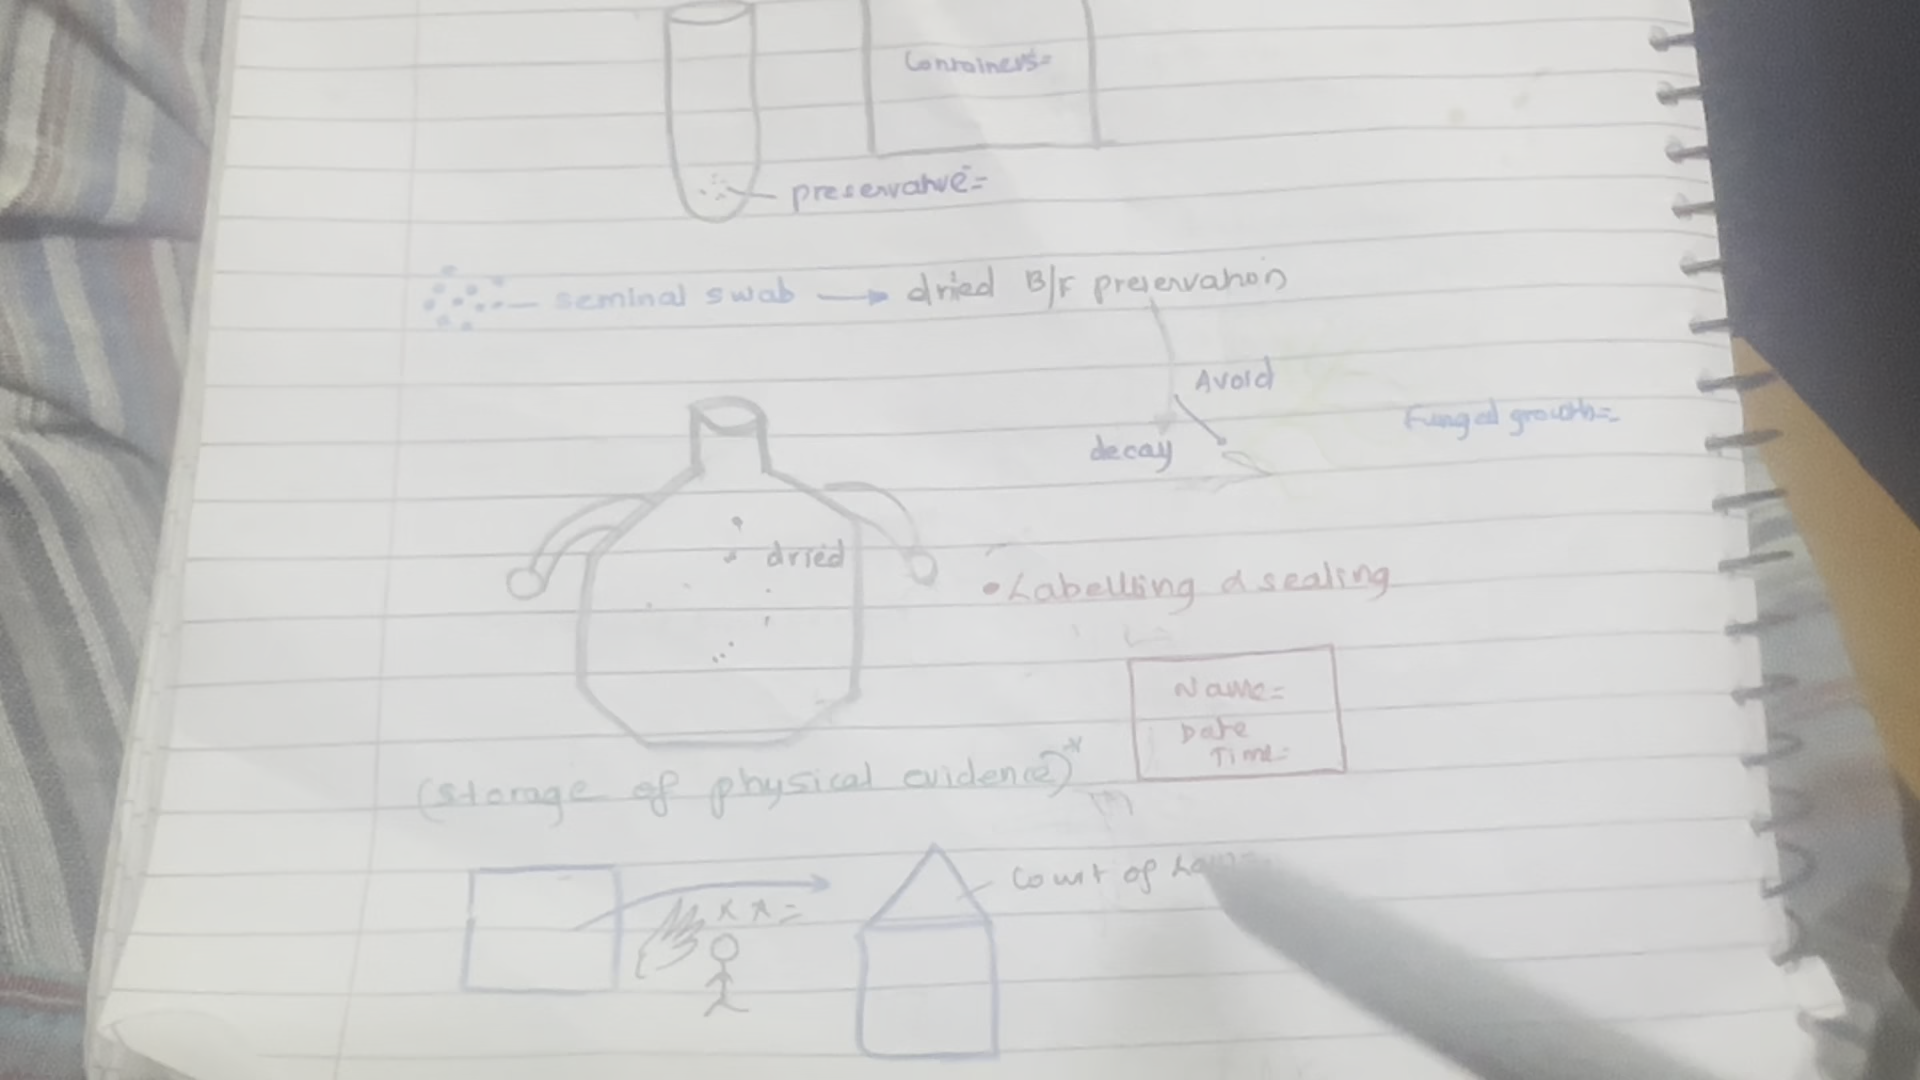 Containers=
preservative=
seminal swab → dried B/F preservation
Avoid
Fungal growth=
decay
dried
• Labelling & sealing
Name=
Date
Time=
(storage of physical evidence)*
x x =
Court of